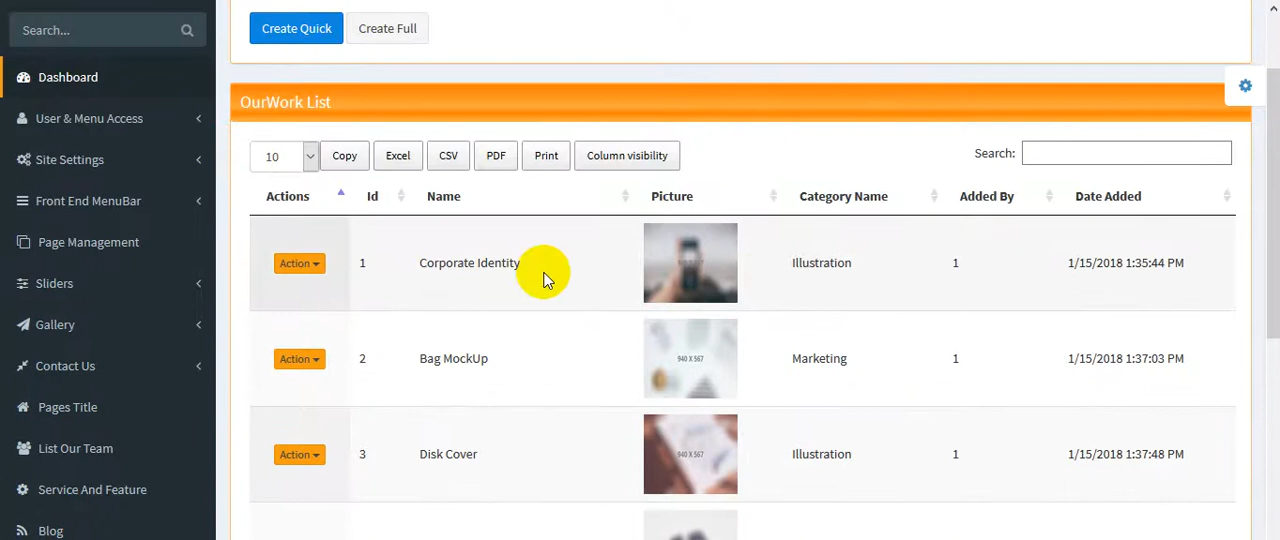 Search...
Dashboard
User & Menu Access
Site Settings
Front End MenuBar
Page Management
Sliders
Gallery
Contact Us
Pages Title
List Our Team
Service And Feature
Blog
Create Quick Create Full
OurWork List
10 Copy Excel CSV PDF Print Column visibility Search:
Actions Id Name Picture Category Name Added By Date Added
Action 1 Corporate Identity Illustration 1 1/15/2018 1:35:44 PM
Action 2 Bag MockUp 940 X 567 Marketing 1 1/15/2018 1:37:03 PM
Action 3 Disk Cover 940 X 567 Illustration 1 1/15/2018 1:37:48 PM